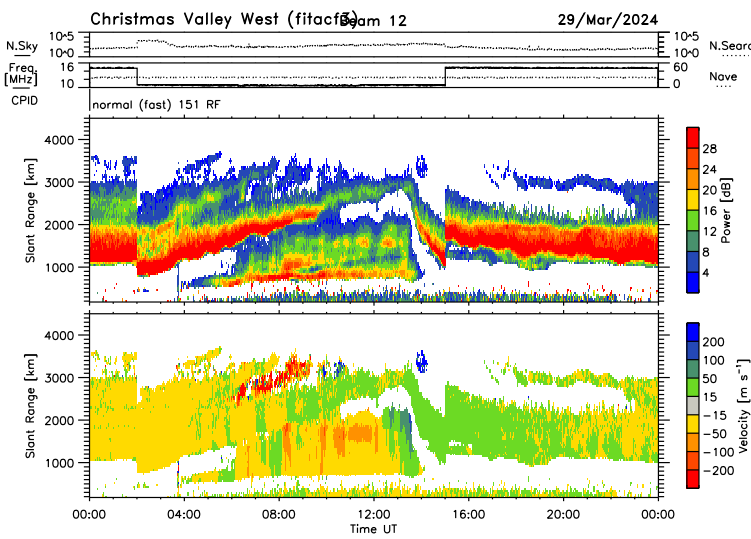 Christmas Valley West (fitacf3) Beam 12 29/Mar/2024
N.Sky 10^5 10^0 10^5 10^0 N.Searc
Freq. [MHz] 16 10 60 0 Nave
CPID normal (fast) 151 RF
Slant Range [km]
4000
3000
2000
1000
Power [dB]
28
24
20
16
12
8
4
Slant Range [km]
4000
3000
2000
1000
Velocity [m s⁻¹]
200
100
50
15
-15
-50
-100
-200
00:00 04:00 08:00 12:00 16:00 20:00 00:00
Time UT